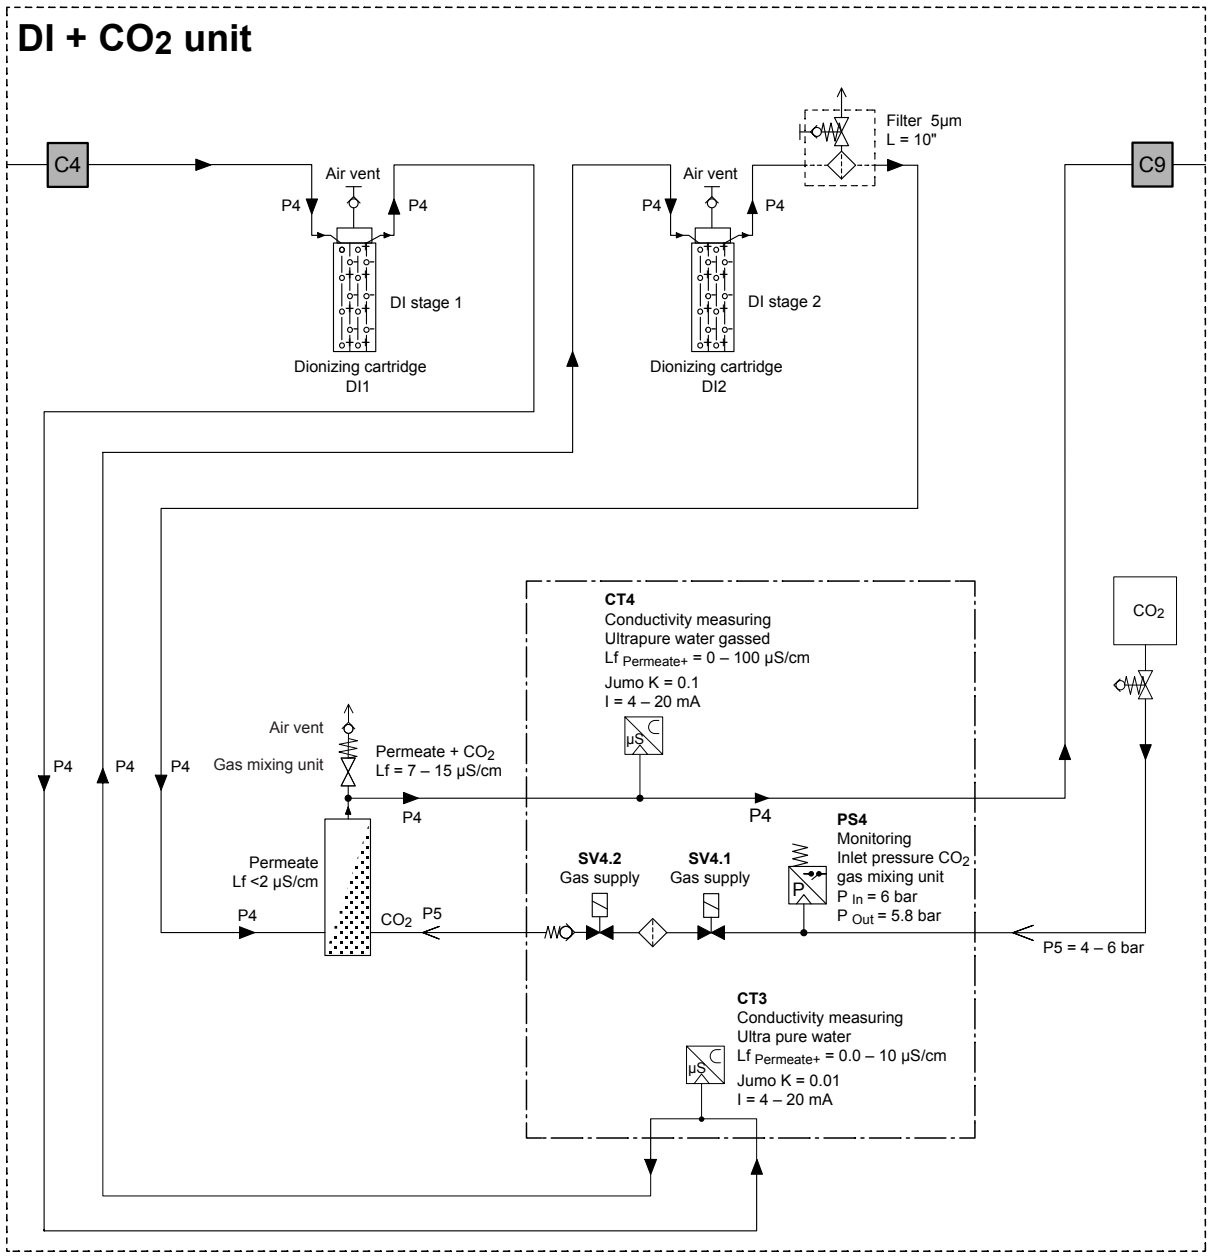 DI + CO2 unit
Filter 5µm
L = 10"
C4
C9
Air vent
Air vent
P4
P4
P4
P4
DI stage 1
DI stage 2
Dionizing cartridge
DI1
Dionizing cartridge
DI2
CT4
Conductivity measuring
Ultrapure water gassed
Lf Permeate+ = 0 – 100 µS/cm
Jumo K = 0.1
I = 4 – 20 mA
CO2
µS
Air vent
Gas mixing unit
Permeate + CO2
Lf = 7 – 15 µS/cm
P4
P4
P4
P4
P4
PS4
Monitoring
Inlet pressure CO2
gas mixing unit
P In = 6 bar
P Out = 5.8 bar
P
SV4.2
Gas supply
SV4.1
Gas supply
Permeate
Lf <2 µS/cm
P4
CO2
P5
P5 = 4 – 6 bar
CT3
Conductivity measuring
Ultra pure water
Lf Permeate+ = 0.0 – 10 µS/cm
Jumo K = 0.01
I = 4 – 20 mA
µS